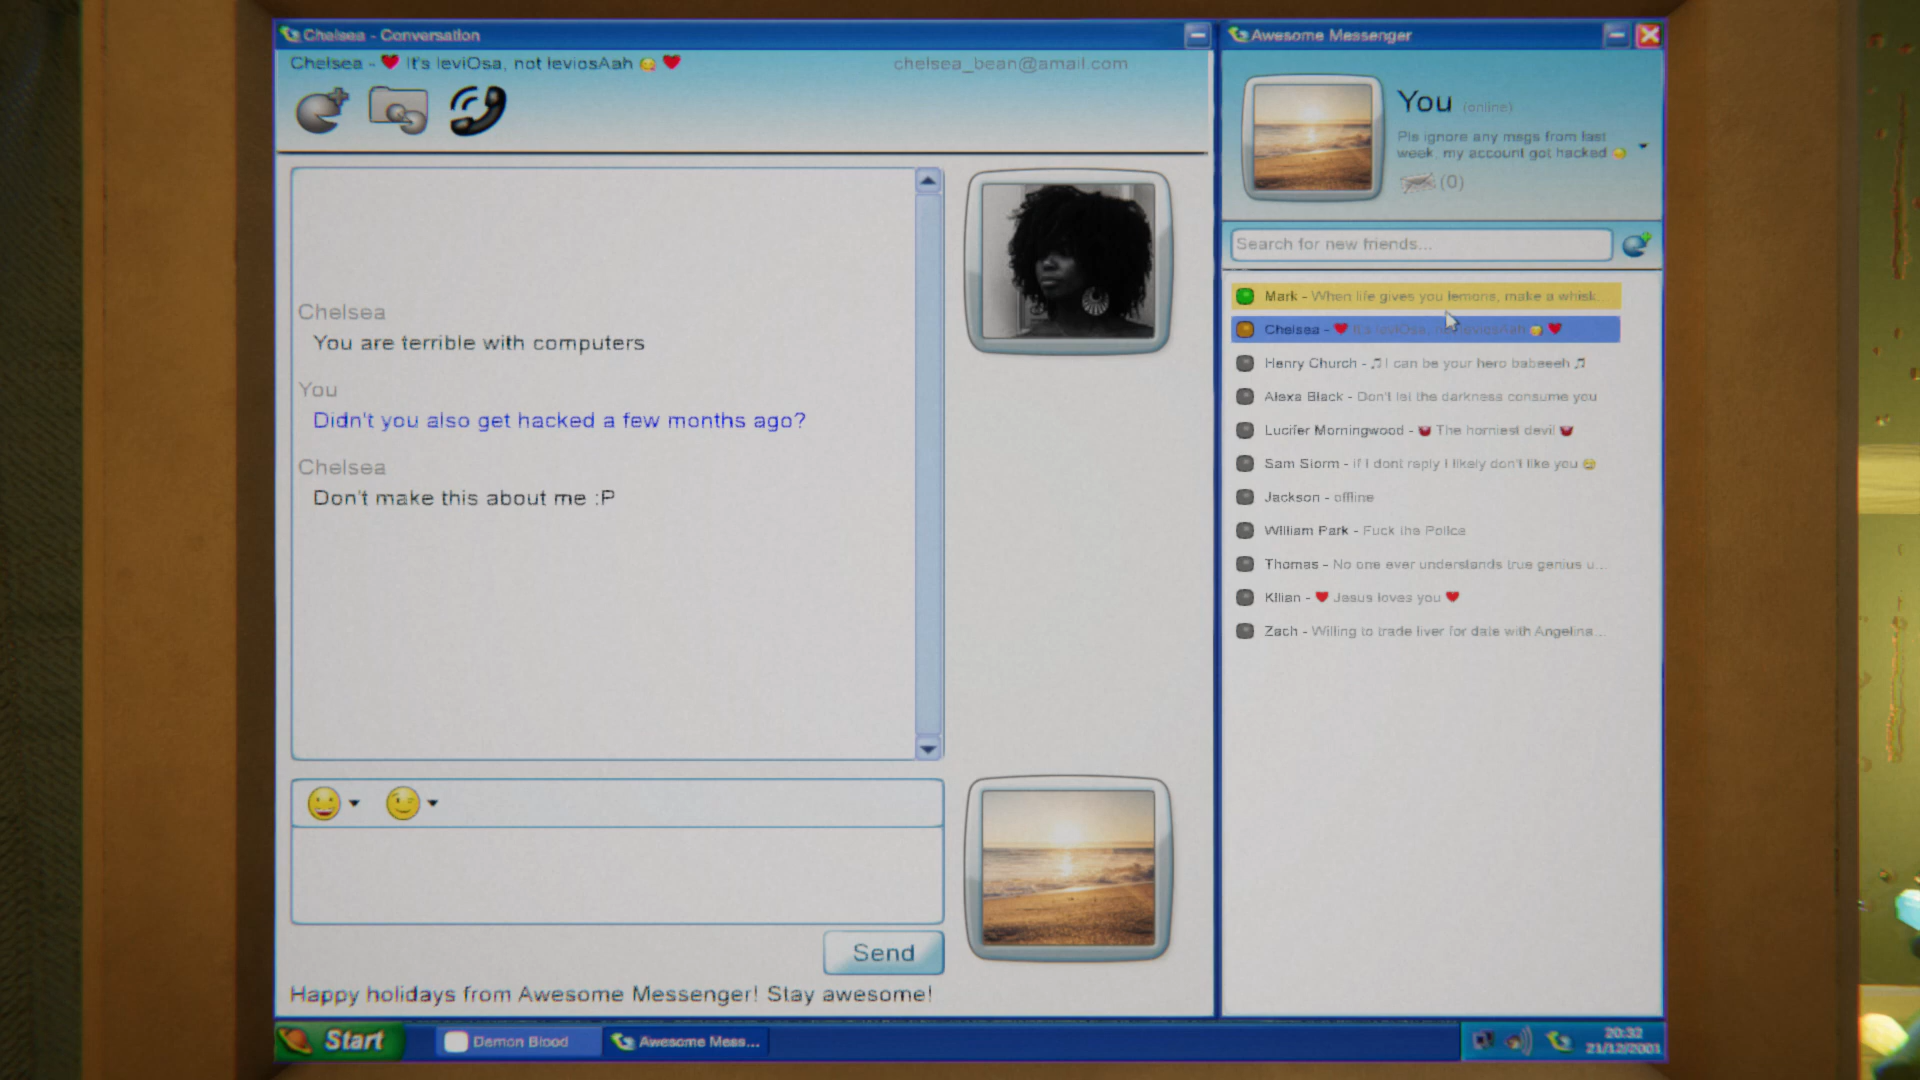 Chelsea - Conversation
Chelsea - ❤ It's leviOsa, not leviosAah 😋 ❤
chelsea_bean@amail.com
Chelsea
You are terrible with computers
You
Didn't you also get hacked a few months ago?
Chelsea
Don't make this about me :P
Send
Happy holidays from Awesome Messenger! Stay awesome!
Awesome Messenger
You (online)
Pls ignore any msgs from last
week, my account got hacked
(0)
Search for new friends...
Mark - When life gives you lemons, make a whisk...
Chelsea - ❤ It's leviOsa, not leviosAah 😋 ❤
Henry Church - 🎵 I can be your hero babeeeh 🎵
Alexa Black - Don't let the darkness consume you
Lucifer Morningwood - The horniest devil
Sam Storm - if I dont reply I likely don't like you
Jackson - offline
William Park - Fuck the Police
Thomas - No one ever understands true genius u...
Kilian - ❤ Jesus loves you ❤
Zach - Willing to trade liver for date with Angelina...
Start
Demon Blood
Awesome Mess...
20:32
21/12/2001